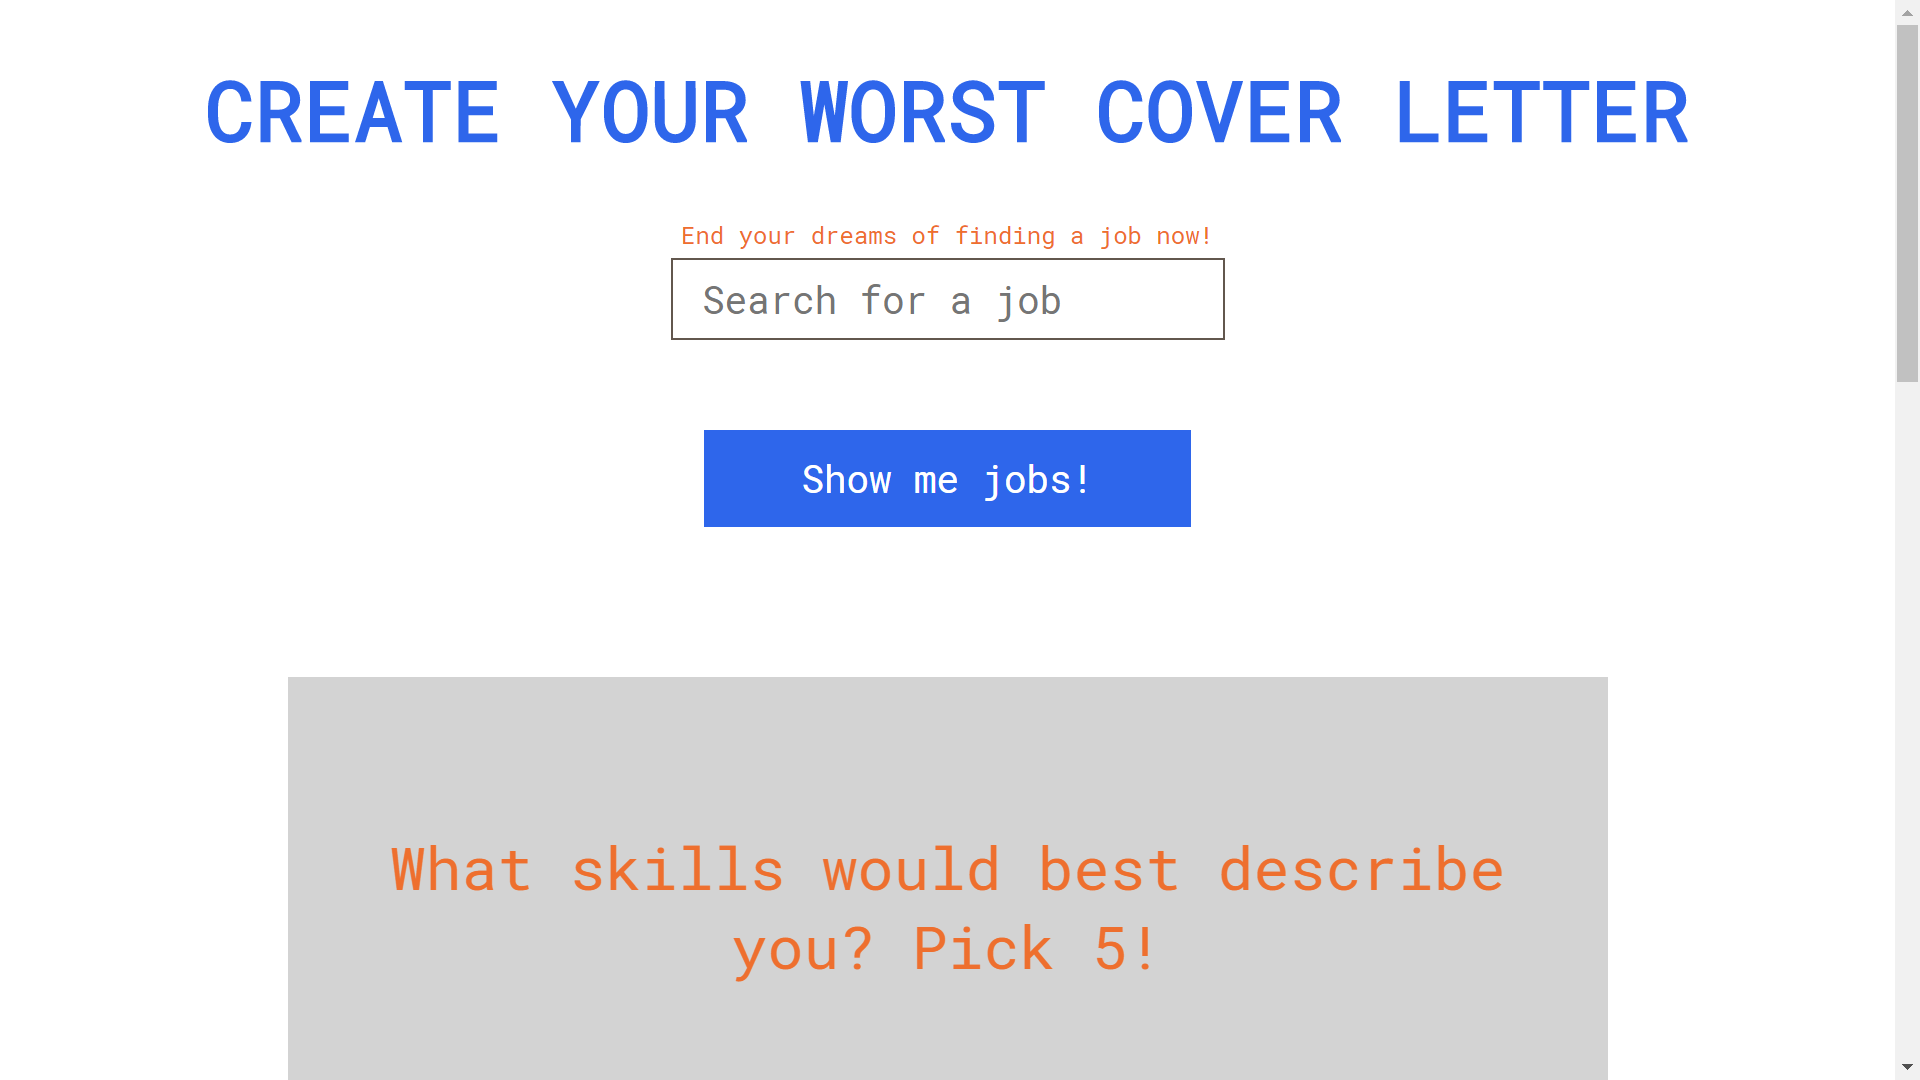 CREATE YOUR WORST COVER LETTER
End your dreams of finding a job now!
Search for a job
Show me jobs!
What skills would best describe
you? Pick 5!